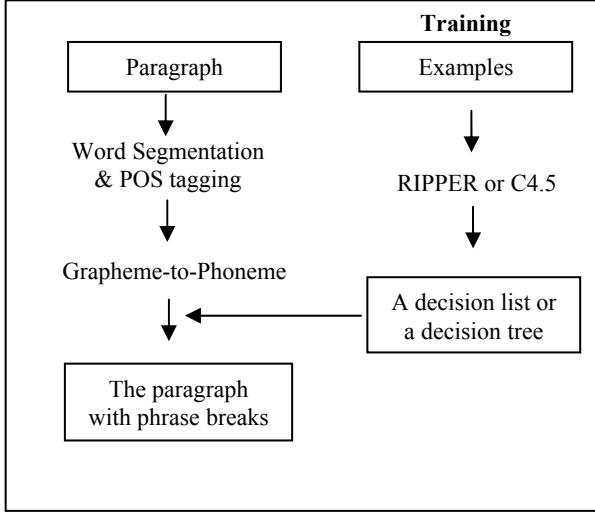 Training
Paragraph
Examples
Word Segmentation
& POS tagging
RIPPER or C4.5
Grapheme-to-Phoneme
A decision list or
a decision tree
The paragraph
with phrase breaks